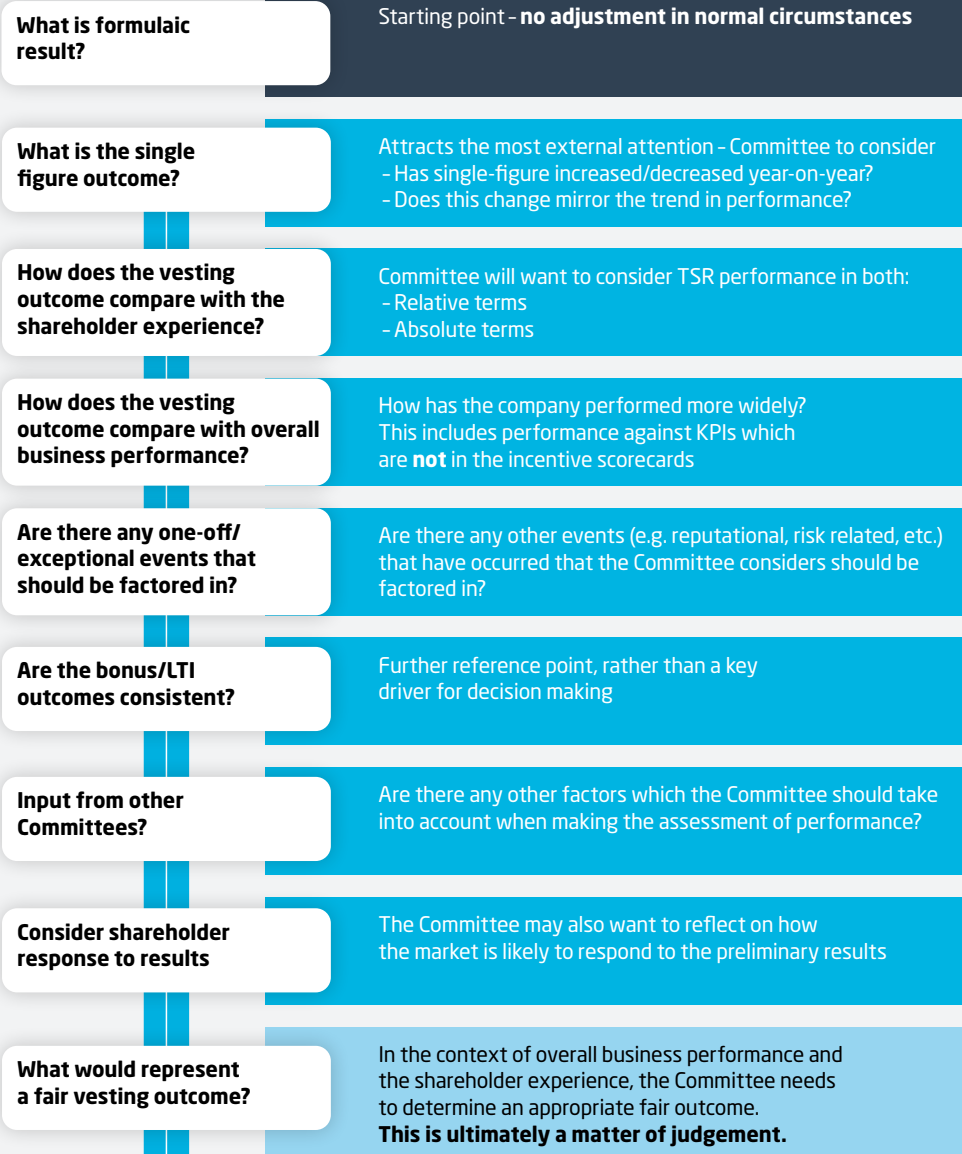 What is formulaic
result?
Starting point – no adjustment in normal circumstances
What is the single
figure outcome?
Attracts the most external attention – Committee to consider
– Has single-figure increased/decreased year-on-year?
– Does this change mirror the trend in performance?
How does the vesting
outcome compare with the
shareholder experience?
Committee will want to consider TSR performance in both:
– Relative terms
– Absolute terms
How does the vesting
outcome compare with overall
business performance?
How has the company performed more widely?
This includes performance against KPIs which
are not in the incentive scorecards
Are there any one-off/
exceptional events that
should be factored in?
Are there any other events (e.g. reputational, risk related, etc.)
that have occurred that the Committee considers should be
factored in?
Are the bonus/LTI
outcomes consistent?
Further reference point, rather than a key
driver for decision making
Input from other
Committees?
Are there any other factors which the Committee should take
into account when making the assessment of performance?
Consider shareholder
response to results
The Committee may also want to reflect on how
the market is likely to respond to the preliminary results
What would represent
a fair vesting outcome?
In the context of overall business performance and
the shareholder experience, the Committee needs
to determine an appropriate fair outcome.
This is ultimately a matter of judgement.